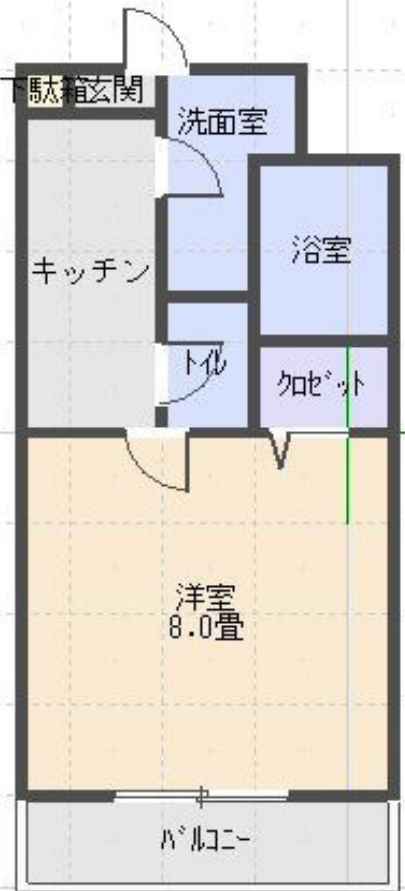 下駄箱
玄関
洗面室
キッチン
浴室
トイレ
クロゼット
洋室
8.0畳
バルコニー